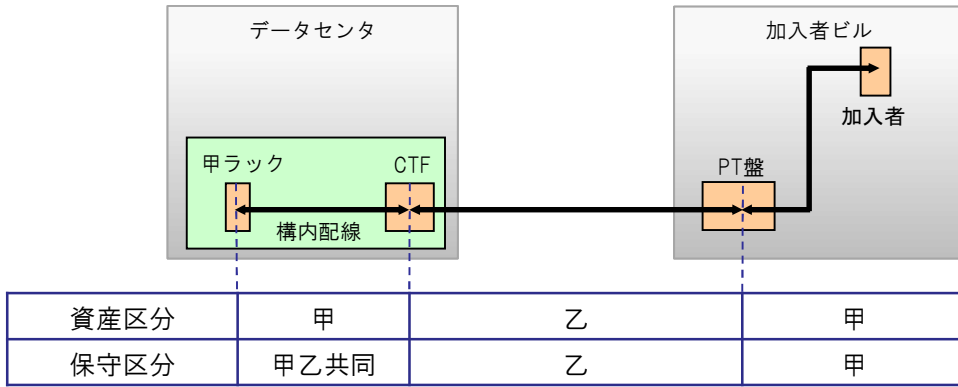 データセンタ
加入者ビル
加入者
甲ラック
CTF
PT盤
構内配線
資産区分 甲 乙 甲
保守区分 甲乙共同 乙 甲